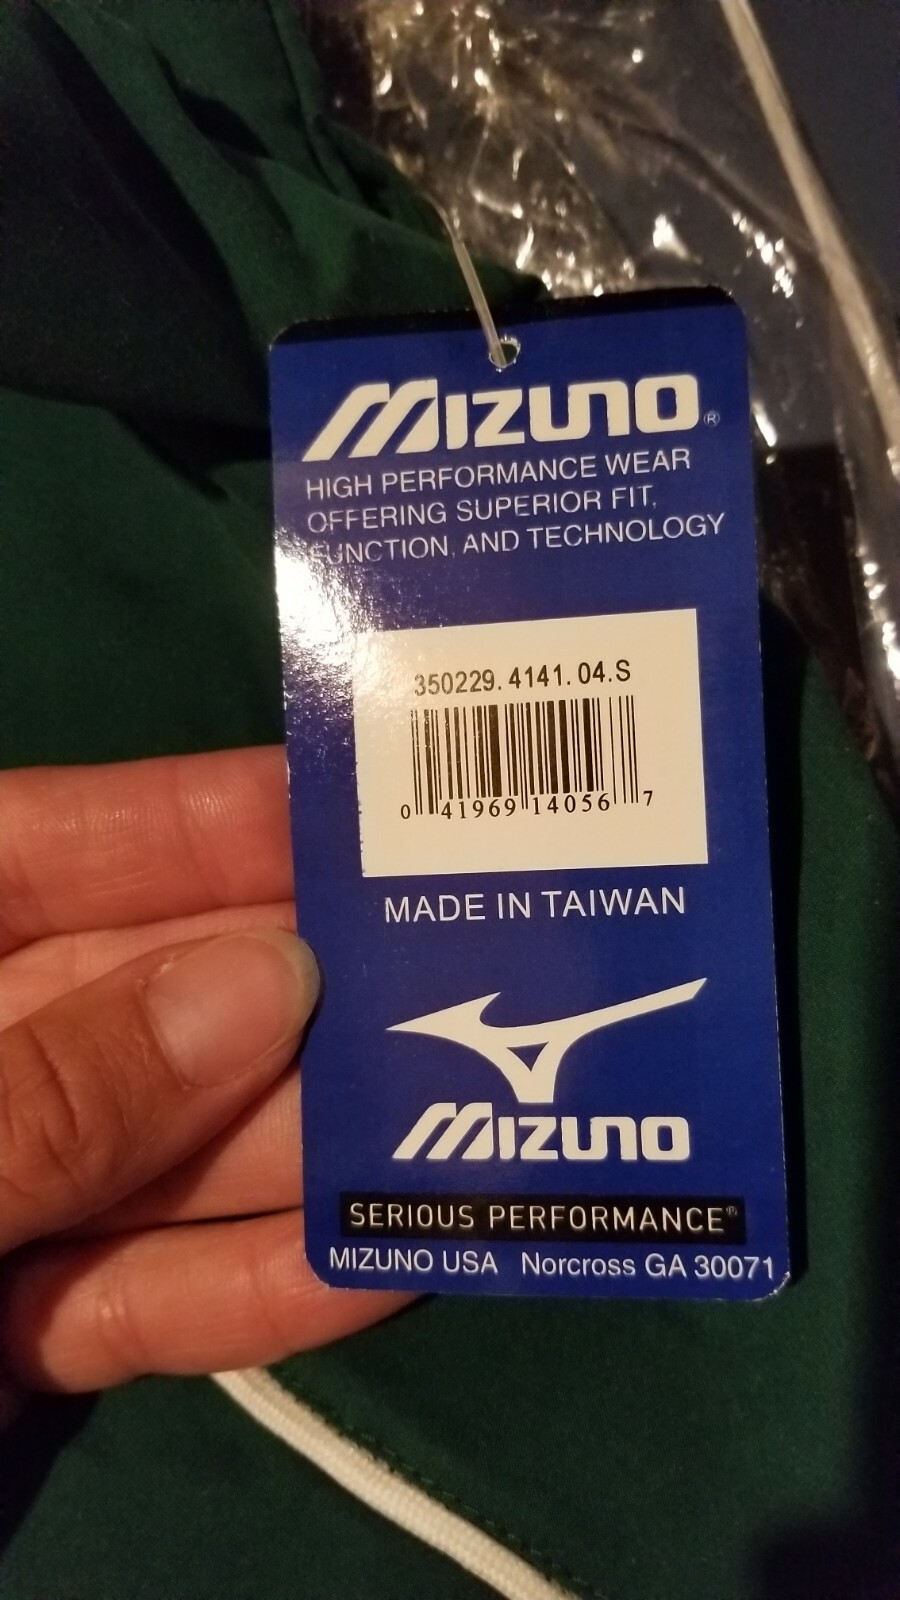 MIZUNO®
HIGH PERFORMANCE WEAR
OFFERING SUPERIOR FIT,
FUNCTION, AND TECHNOLOGY
350229.4141.04.S
0 41969 14056 7
MADE IN TAIWAN
MIZUNO
SERIOUS PERFORMANCE®
MIZUNO USA Norcross GA 30071